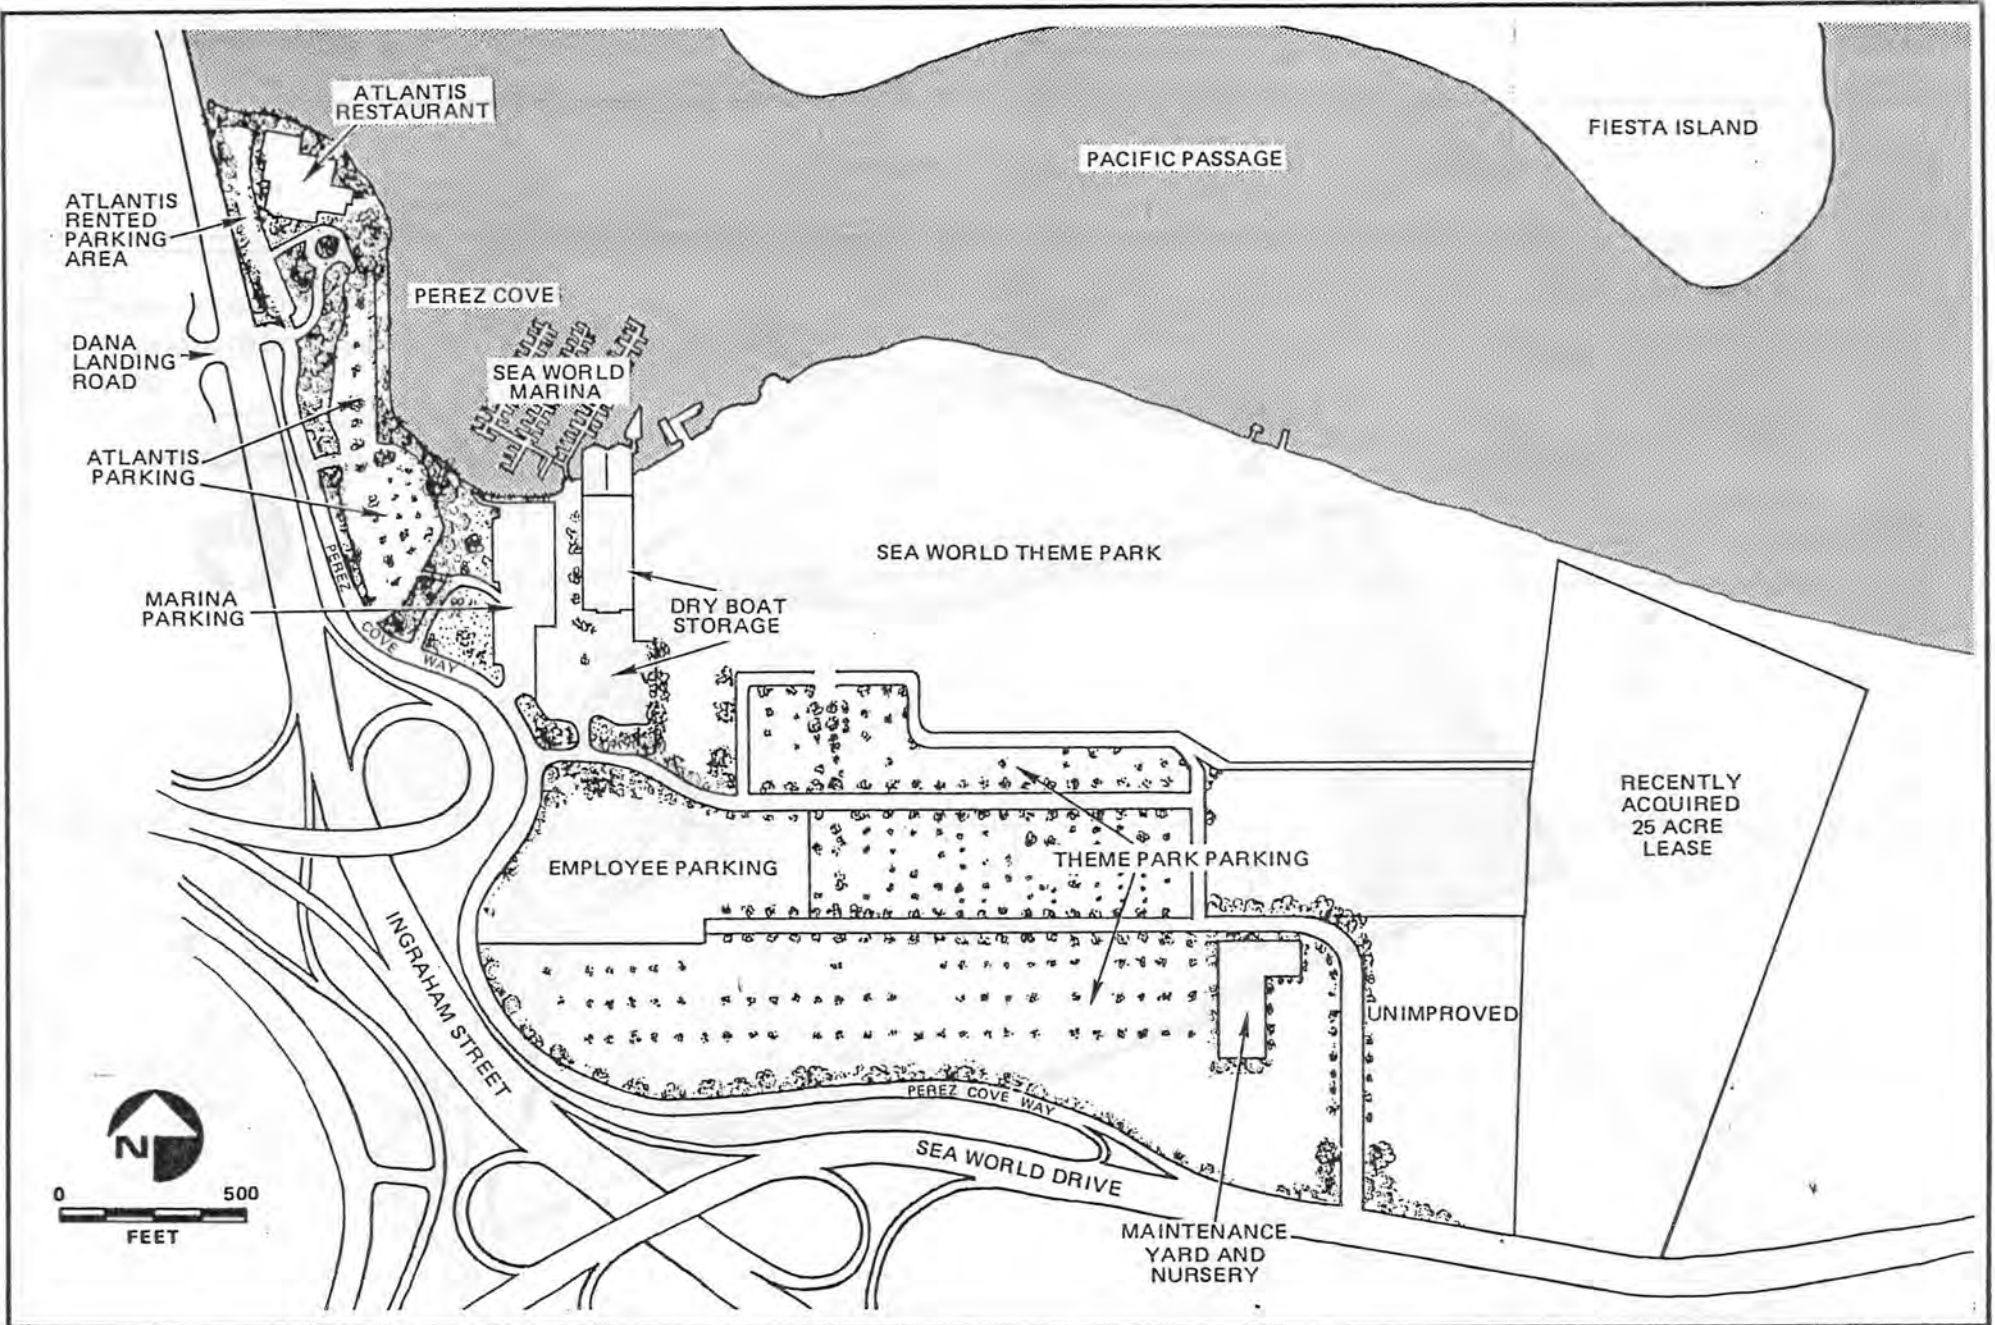 ATLANTIS
RESTAURANT
FIESTA ISLAND
PACIFIC PASSAGE
ATLANTIS
RENTED
PARKING
AREA
PEREZ COVE
DANA
LANDING
ROAD
SEA WORLD
MARINA
ATLANTIS
PARKING
SEA WORLD THEME PARK
PEREZ
COVE
WAY
MARINA
PARKING
DRY BOAT
STORAGE
RECENTLY
ACQUIRED
25 ACRE
LEASE
EMPLOYEE PARKING
THEME PARK PARKING
INGRAHAM STREET
UNIMPROVED
PEREZ COVE WAY
SEA WORLD DRIVE
N
0 500
FEET
MAINTENANCE
YARD AND
NURSERY